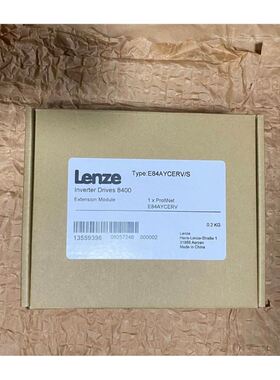 Lenze
Type:E84AYCERV/S
Inverter Drives 8400
Extension Module
1 x ProfiNet
E84AYCERV
0.2 KG
Lenze
Hans-Lenze-Straße 1
31855 Aerzen
Made in China
13559396 000002